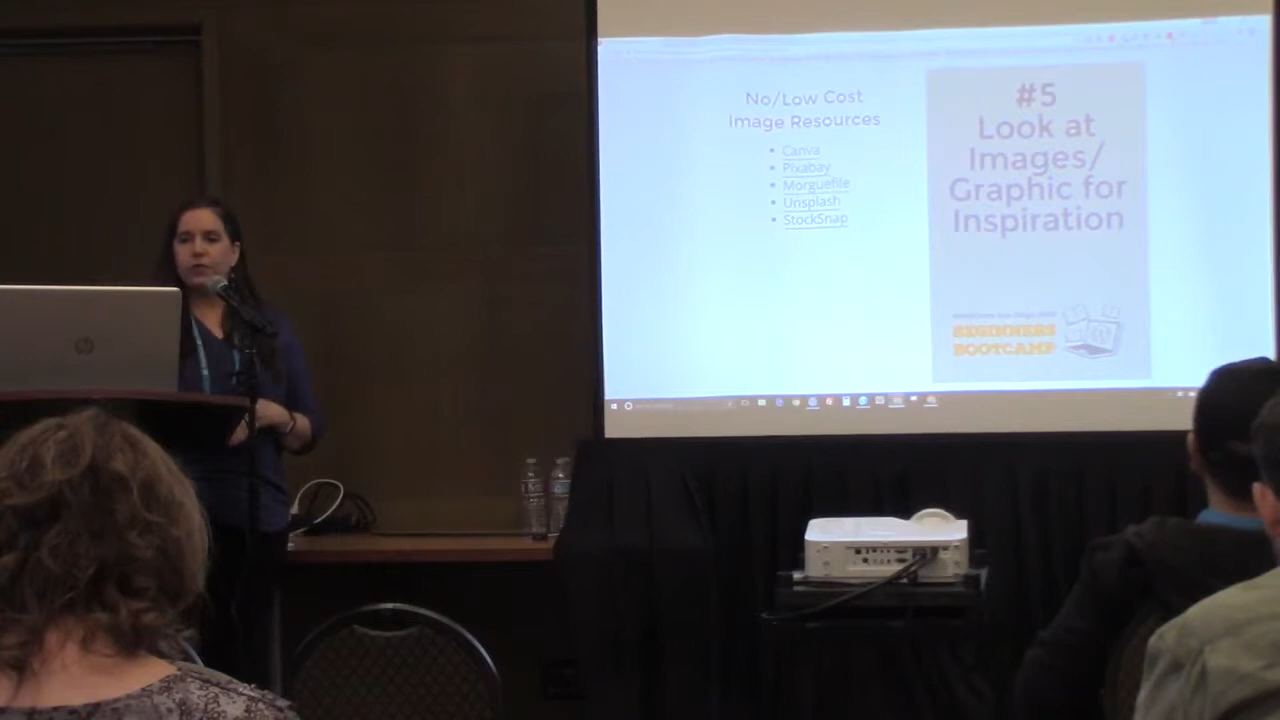 No/Low Cost
Image Resources
Canva
Pixabay
Morguefile
Unsplash
StockSnap
#5
Look at
Images/
Graphic for
Inspiration
BEGINNERS
BOOTCAMP
hp